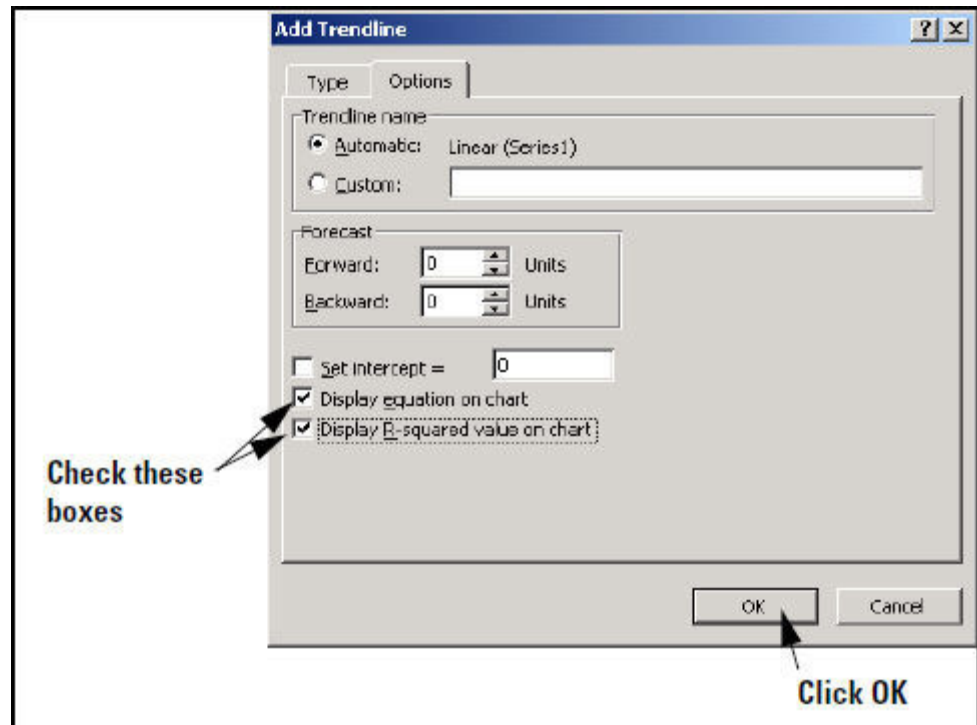 Add Trendline
Type Options
Trendline name
Automatic: Linear (Series1)
Custom:
Forecast
Forward: 0 Units
Backward: 0 Units
Set intercept = 0
Display equation on chart
Display R-squared value on chart
Check these
boxes
OK Cancel
Click OK